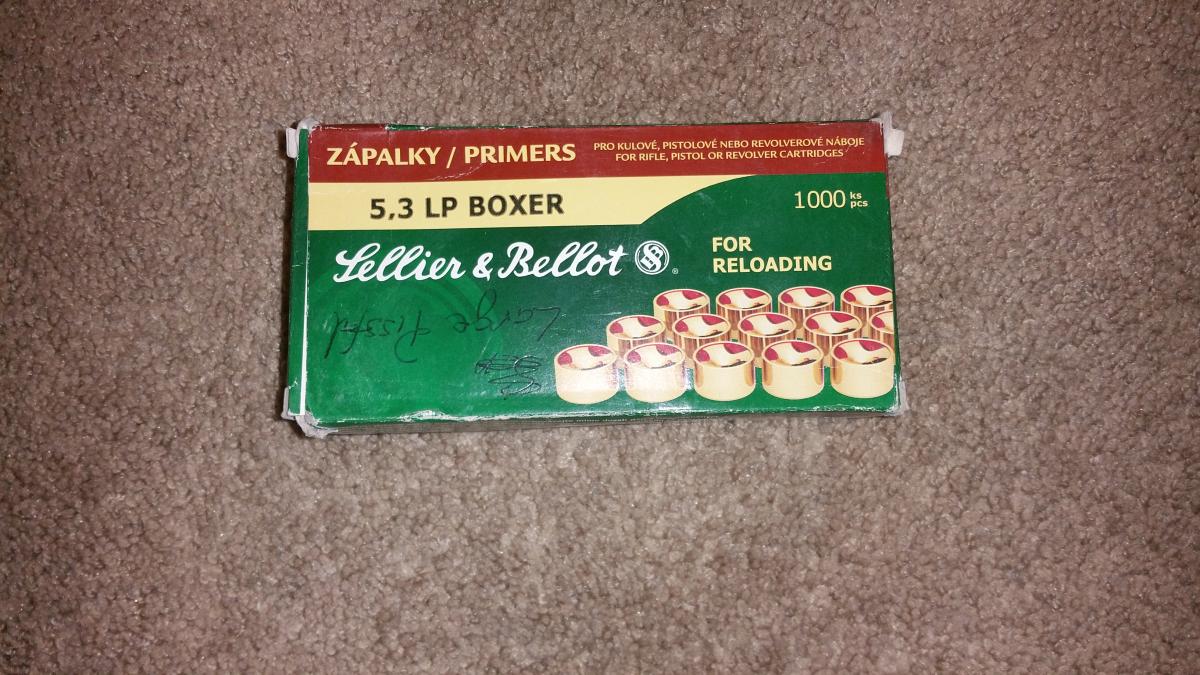 ZÁPALKY / PRIMERS
PRO KULOVÉ, PISTOLOVÉ NEBO REVOLVEROVÉ NÁBOJE
FOR RIFLE, PISTOL OR REVOLVER CARTRIDGES
5,3 LP BOXER
1000 ks
pcs
Sellier & Bellot
FOR
RELOADING
Large